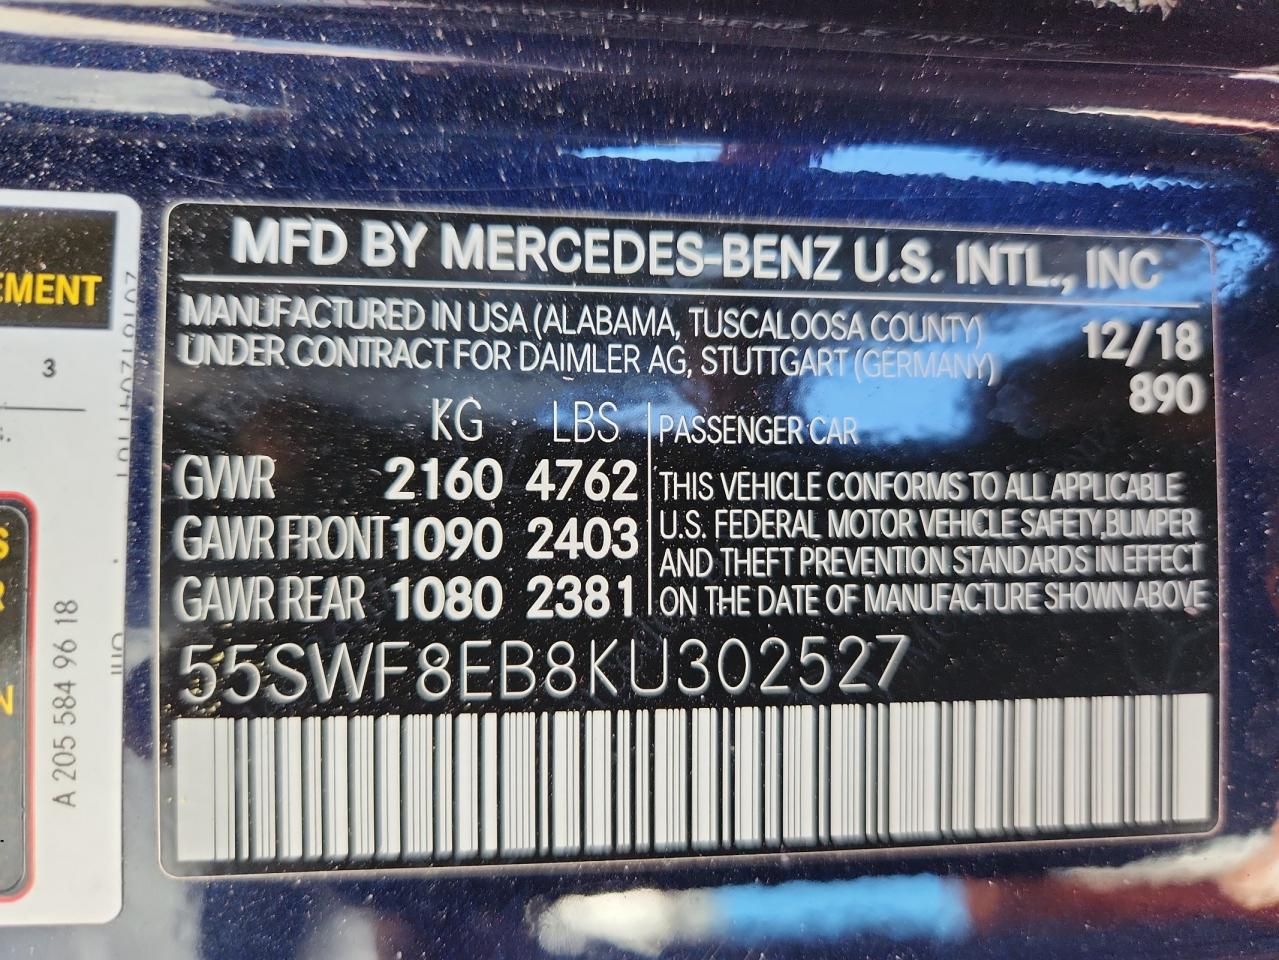 MFD BY MERCEDES-BENZ U.S. INTL., INC
MANUFACTURED IN USA (ALABAMA, TUSCALOOSA COUNTY)
UNDER CONTRACT FOR DAIMLER AG, STUTTGART (GERMANY)
12/18
890
KG LBS
GVWR 2160 4762
GAWR FRONT 1090 2403
GAWR REAR 1080 2381
PASSENGER CAR
THIS VEHICLE CONFORMS TO ALL APPLICABLE
U.S. FEDERAL MOTOR VEHICLE SAFETY,BUMPER
AND THEFT PREVENTION STANDARDS IN EFFECT
ON THE DATE OF MANUFACTURE SHOWN ABOVE
55SWF8EB8KU302527
EMENT
3
S
R
N
A 205 584 96 18